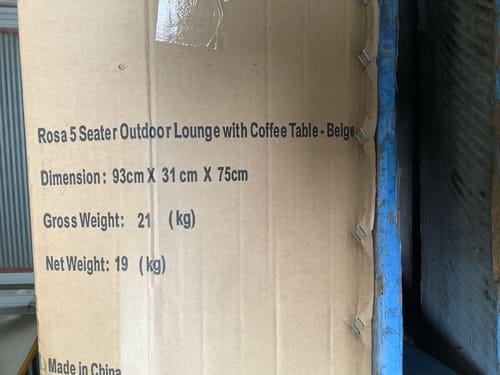 Rosa 5 Seater Outdoor Lounge with Coffee Table - Beige
Dimension: 93cm X 31 cm X 75cm
Gross Weight: 21 (kg)
Net Weight: 19 (kg)
Made in China